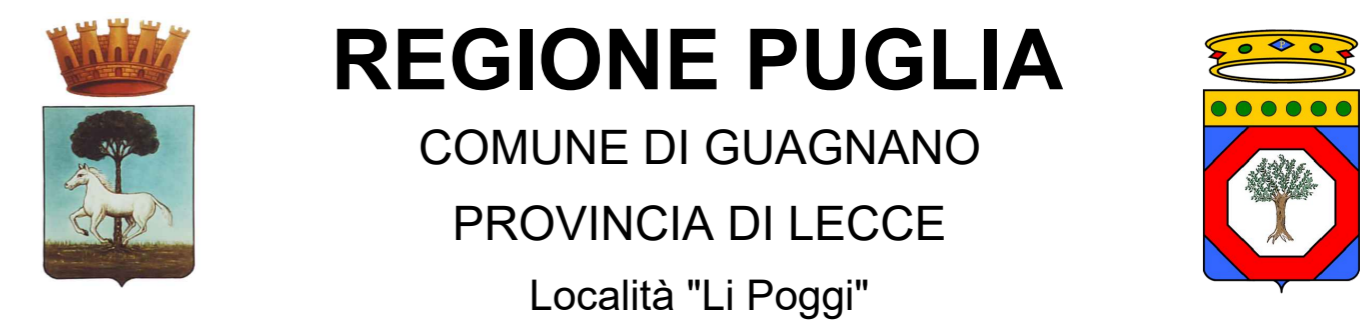 REGIONE PUGLIA
COMUNE DI GUAGNANO
PROVINCIA DI LECCE
Località "Li Poggi"